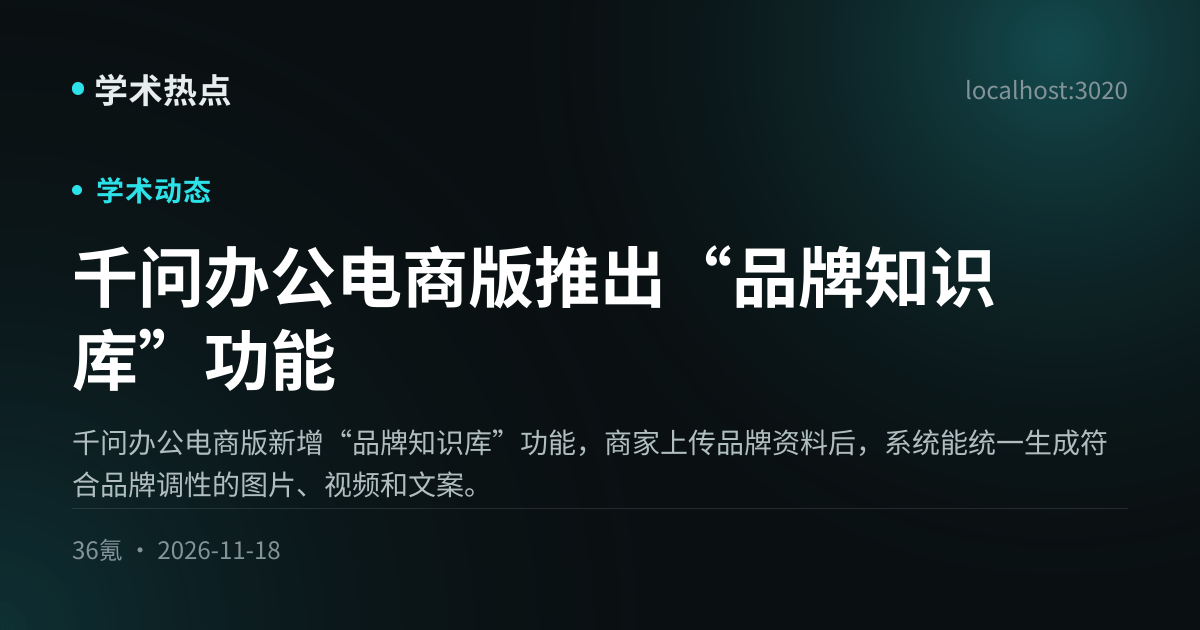 学术热点
localhost:3020
学术动态
千问办公电商版推出“品牌知识
库”功能
千问办公电商版新增“品牌知识库”功能，商家上传品牌资料后，系统能统一生成符
合品牌调性的图片、视频和文案。
36氪 · 2026-11-18